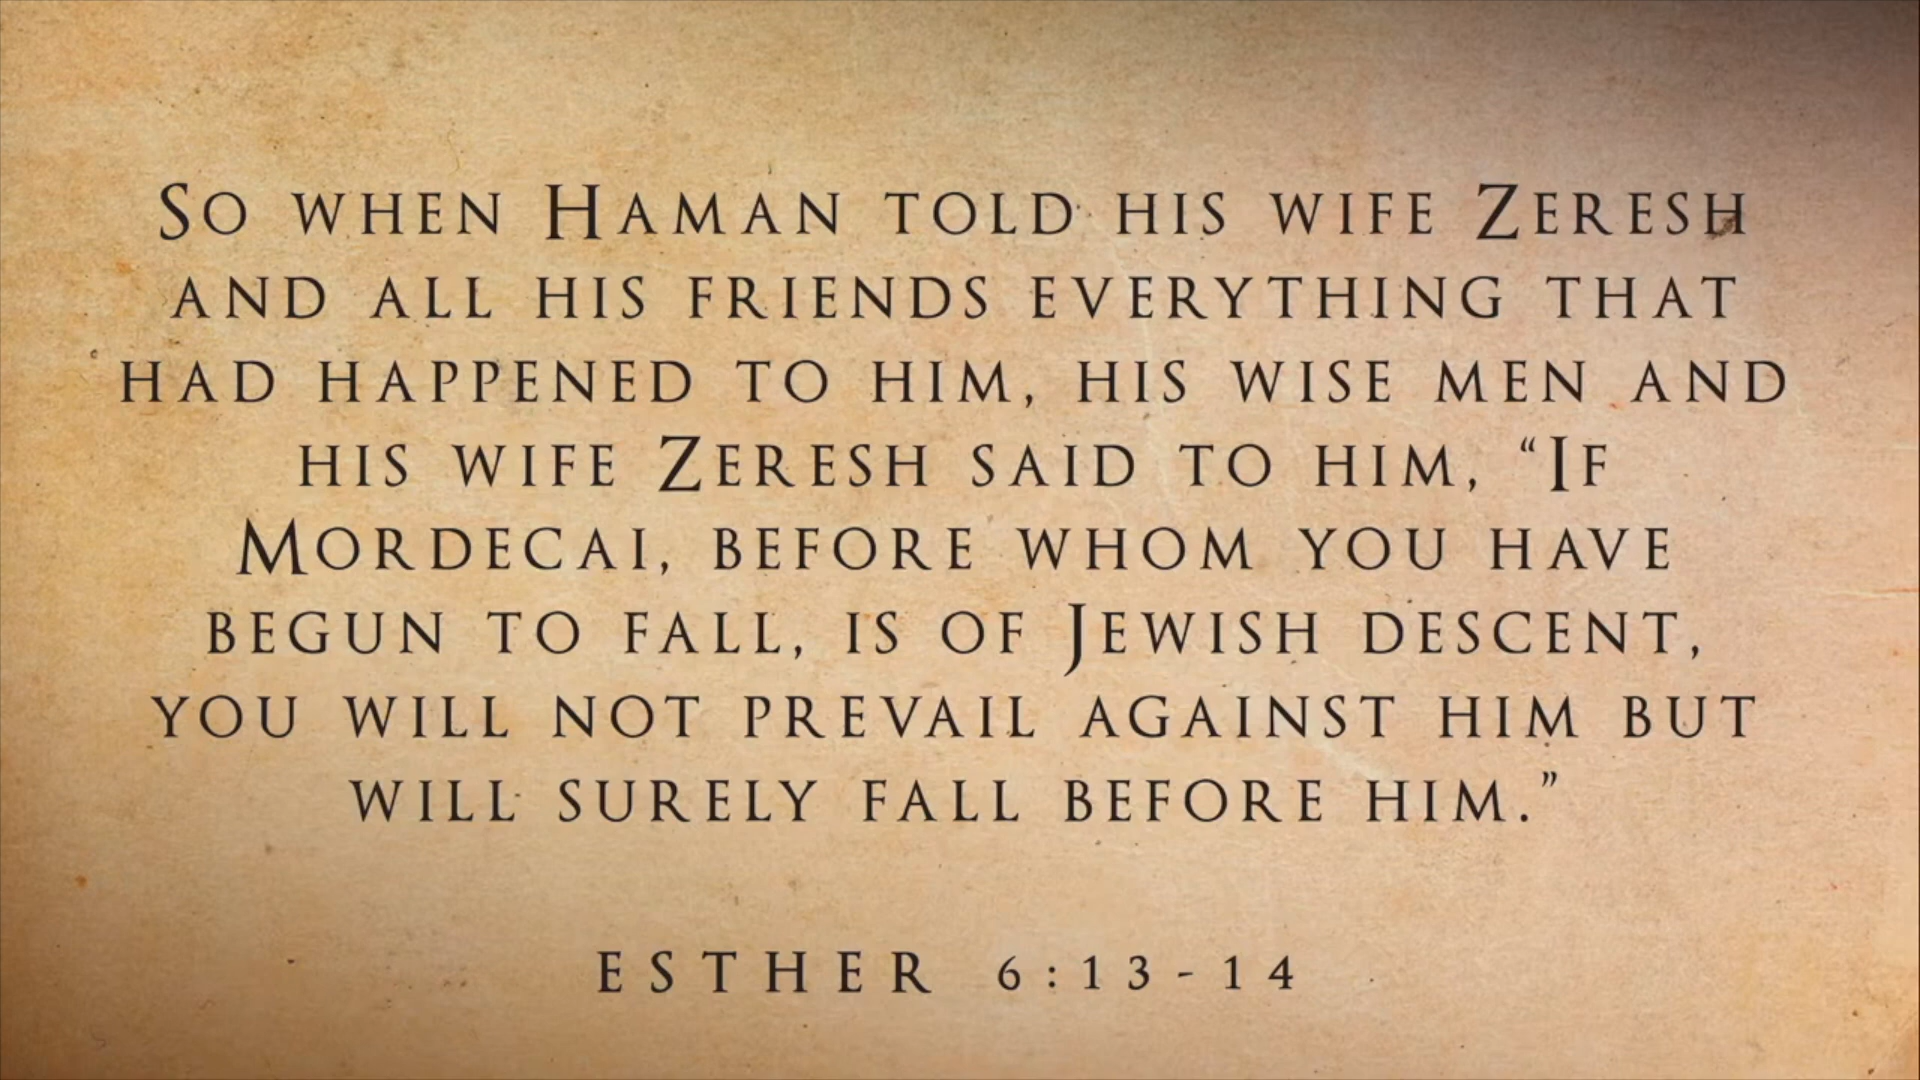 So when Haman told his wife Zeresh
and all his friends everything that
had happened to him, his wise men and
his wife Zeresh said to him, “If
Mordecai, before whom you have
begun to fall, is of Jewish descent,
you will not prevail against him but
will surely fall before him.”
ESTHER 6:13-14